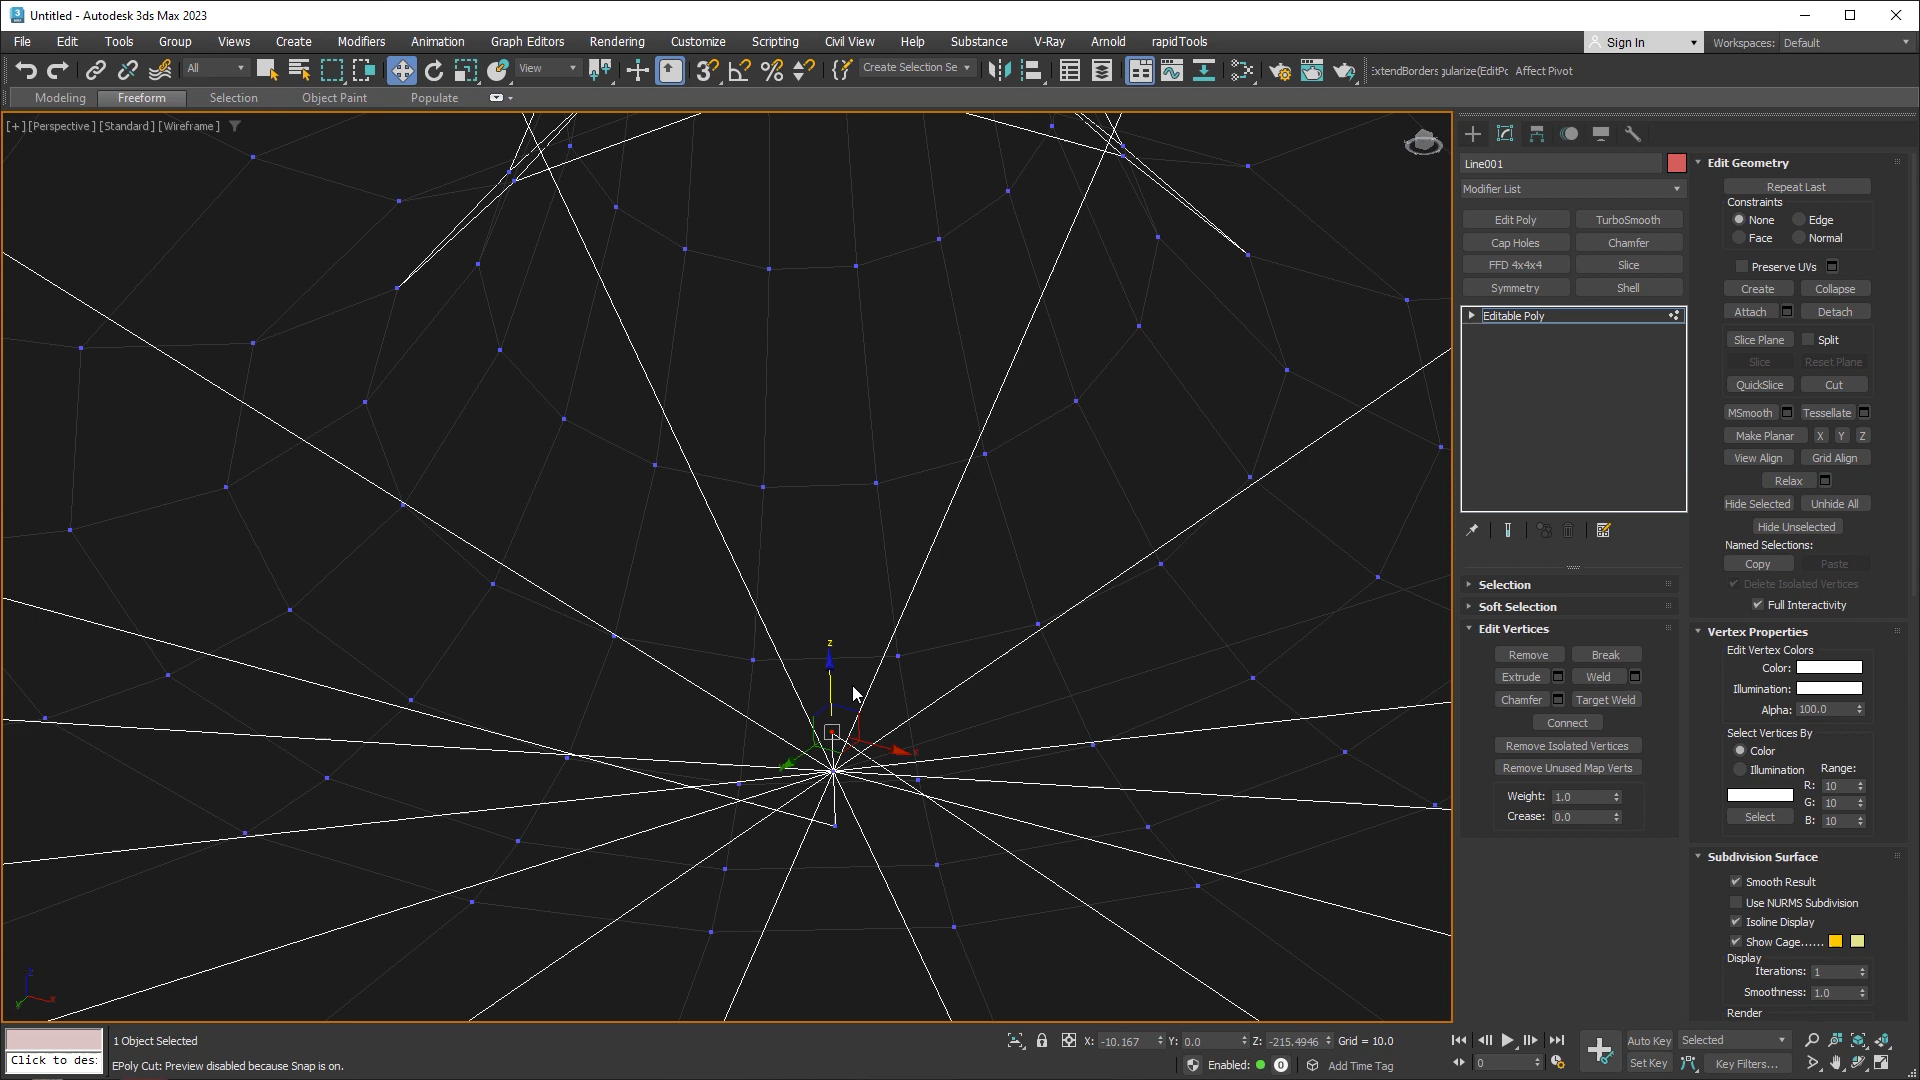 Untitled - Autodesk 3ds Max 2023
File Edit Tools Group Views Create Modifiers Animation Graph Editors Rendering Customize Scripting Civil View Help Substance V-Ray Arnold rapidTools
Sign In Workspaces: Default
All View Create Selection Se ExtendBorders gularize(EditPc Affect Pivot
Modeling Freeform Selection Object Paint Populate
[+] [Perspective ] [Standard ] [Wireframe ]
Line001
Modifier List
Edit Poly TurboSmooth
Cap Holes Chamfer
FFD 4x4x4 Slice
Symmetry Shell
Editable Poly
Selection
Soft Selection
Edit Vertices
Remove Break
Extrude Weld
Chamfer Target Weld
Connect
Remove Isolated Vertices
Remove Unused Map Verts
Weight: 1.0
Crease: 0.0
Edit Geometry
Repeat Last
Constraints
None Edge
Face Normal
Preserve UVs
Create Collapse
Attach Detach
Slice Plane Split
Slice Reset Plane
QuickSlice Cut
MSmooth Tessellate
Make Planar X Y Z
View Align Grid Align
Relax
Hide Selected Unhide All
Hide Unselected
Named Selections:
Copy Paste
Delete Isolated Vertices
Full Interactivity
Vertex Properties
Edit Vertex Colors
Color:
Illumination:
Alpha: 100.0
Select Vertices By
Color
Illumination Range:
R: 10
G: 10
Select B: 10
Subdivision Surface
Smooth Result
Use NURMS Subdivision
Isoline Display
Show Cage......
Display
Iterations: 1
Smoothness: 1.0
Render
z
x
z
x
y
Click to des
1 Object Selected
EPoly Cut: Preview disabled because Snap is on.
X: -10.167 Y: 0.0 Z: -215.4946 Grid = 10.0
Enabled: 0 Add Time Tag
0
Auto Key Selected
Set Key Key Filters...